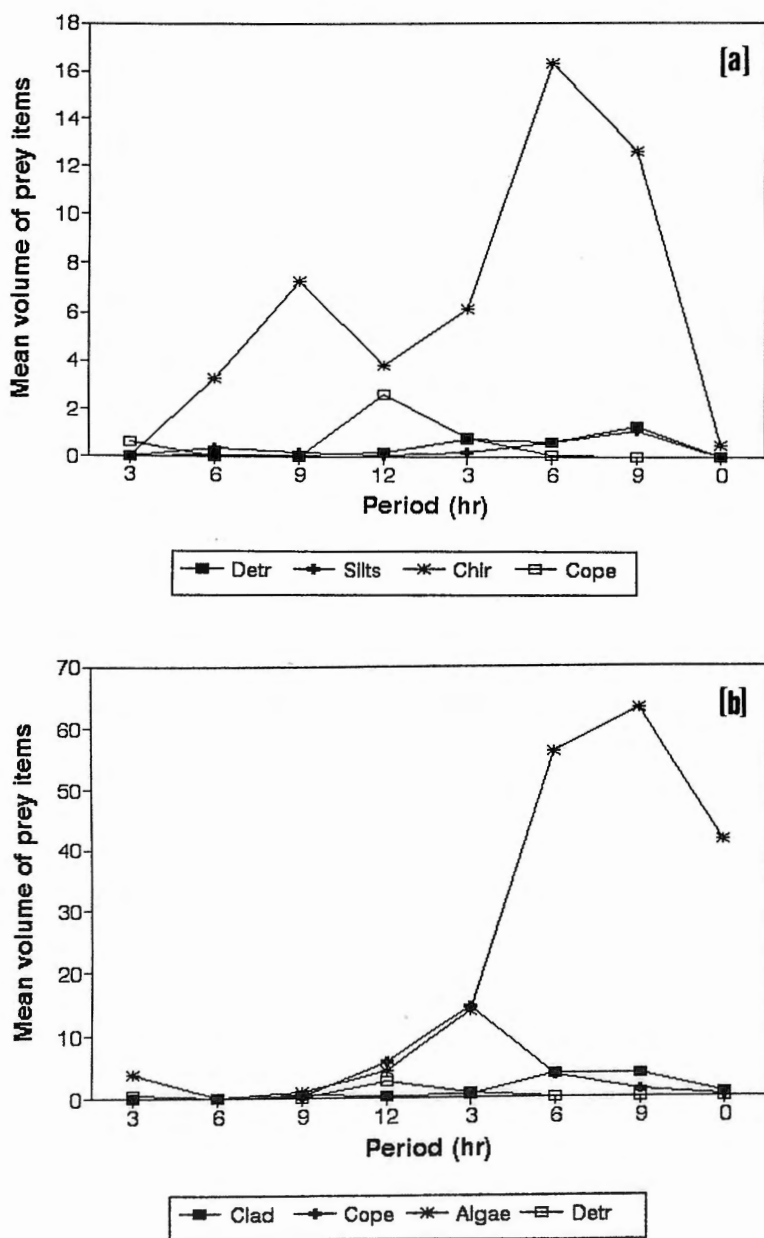 [a]
Mean volume of prey items
18
16
14
12
10
8
6
4
2
0
3 6 9 12 3 6 9 0
Period (hr)
Detr Silts Chir Cope
[b]
Mean volume of prey items
70
60
50
40
30
20
10
0
3 6 9 12 3 6 9 0
Period (hr)
Clad Cope Algae Detr